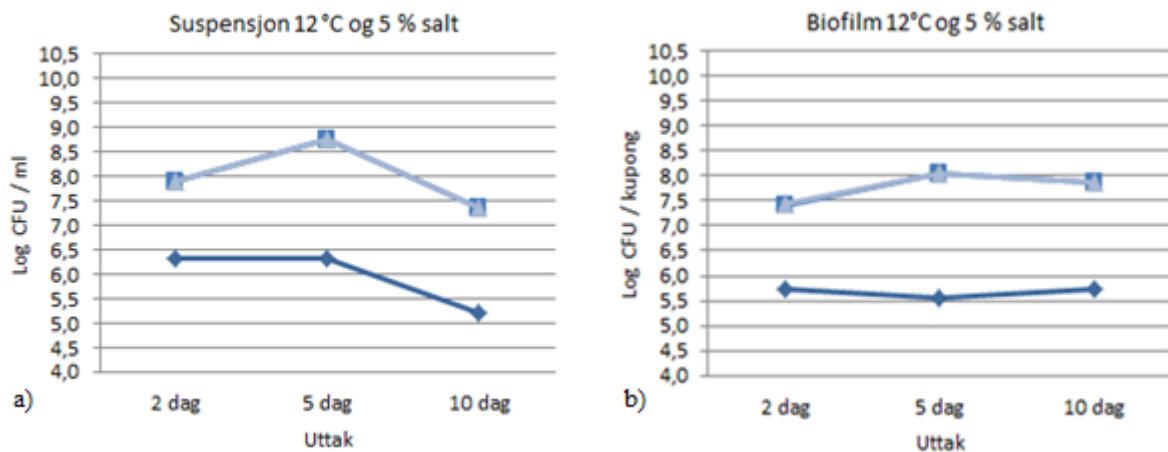 Suspensjon 12 °C og 5 % salt
Log CFU / ml
10,5
10,0
9,5
9,0
8,5
8,0
7,5
7,0
6,5
6,0
5,5
5,0
4,5
4,0
2 dag 5 dag 10 dag
Uttak
a)
Biofilm 12°C og 5 % salt
Log CFU / kupong
10,5
10,0
9,5
9,0
8,5
8,0
7,5
7,0
6,5
6,0
5,5
5,0
4,5
4,0
2 dag 5 dag 10 dag
Uttak
b)